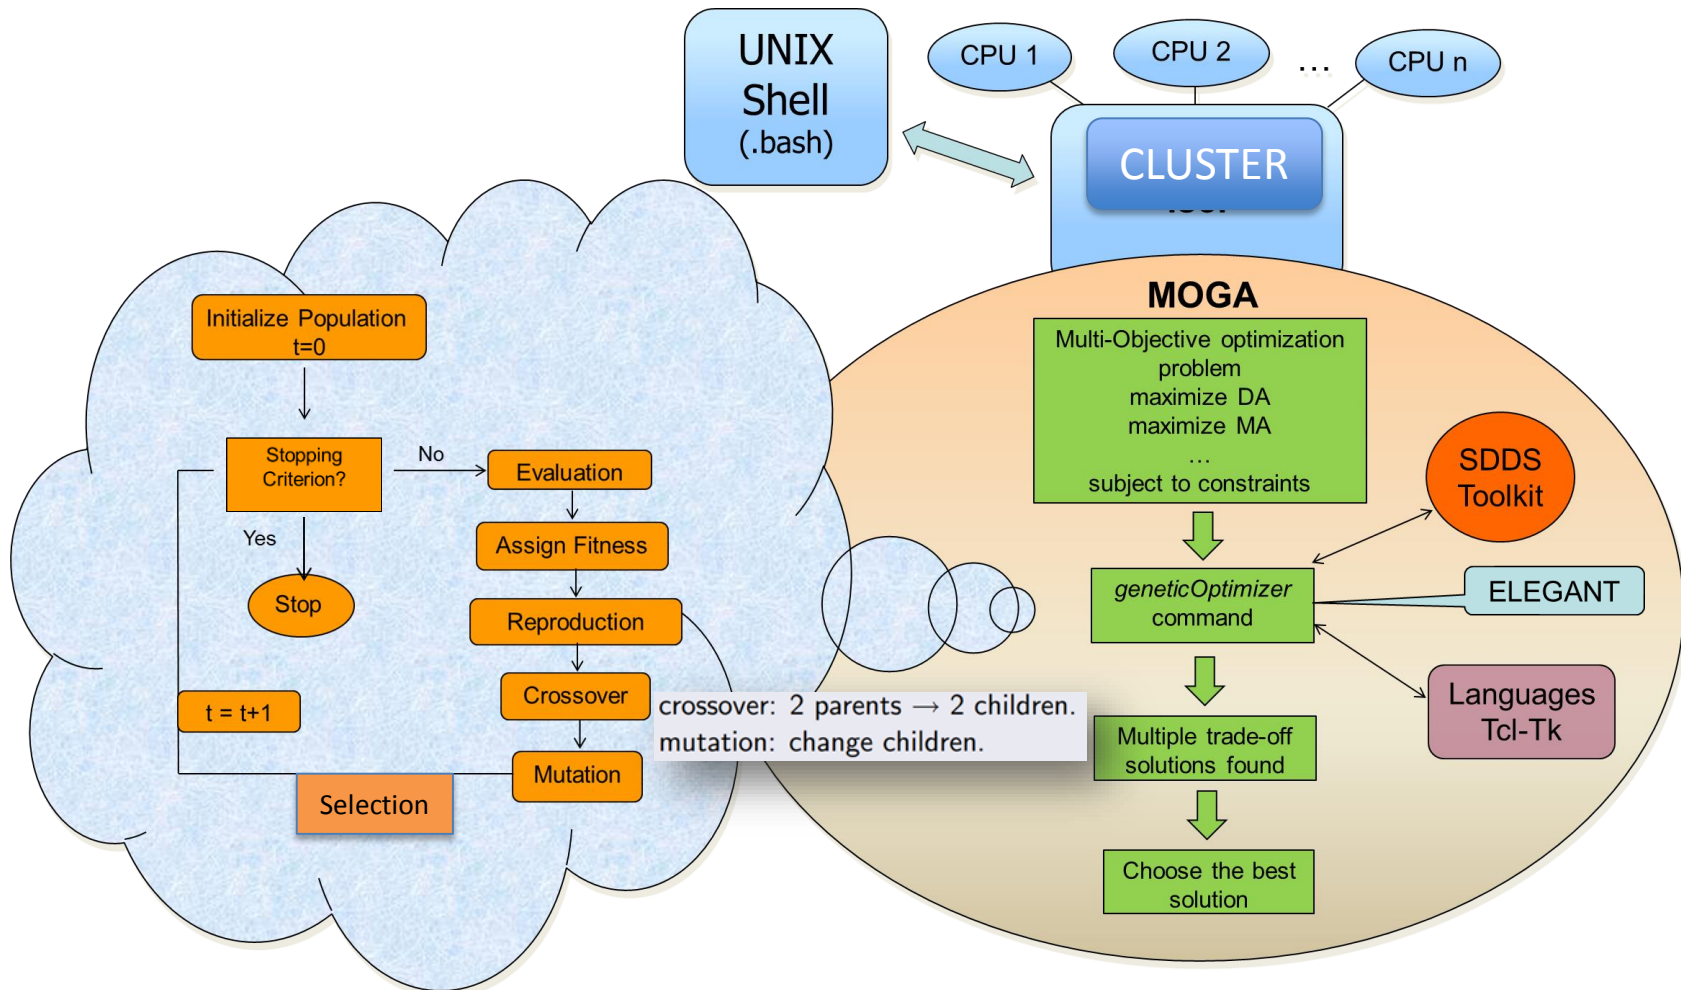 UNIX
Shell
(.bash)
CPU 1
CPU 2
...
CPU n
CLUSTER
MOGA
Multi-Objective optimization
problem
maximize DA
maximize MA
...
subject to constraints
geneticOptimizer
command
Multiple trade-off
solutions found
Choose the best
solution
SDDS
Toolkit
ELEGANT
Languages
Tcl-Tk
Initialize Population
t=0
Stopping
Criterion?
No
Yes
Stop
Evaluation
Assign Fitness
Reproduction
Crossover
Mutation
crossover: 2 parents → 2 children.
mutation: change children.
t = t+1
Selection